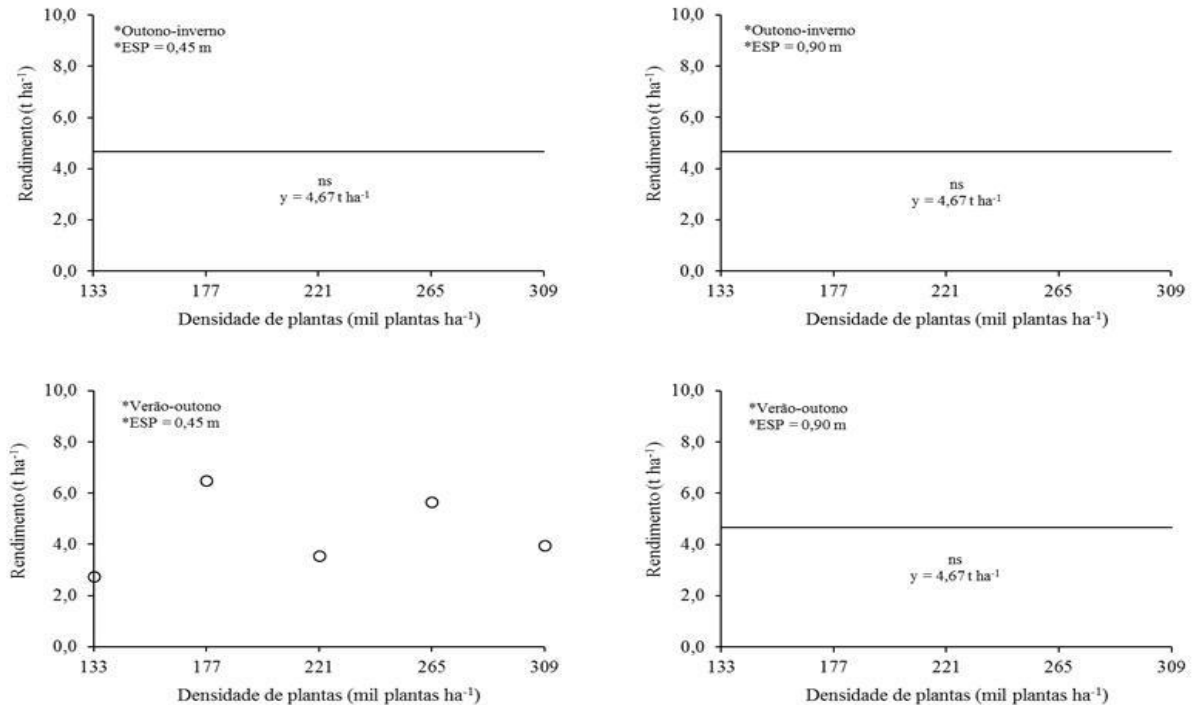 10,0
8,0
6,0
4,0
2,0
0,0
Rendimento (t ha⁻¹)
*Outono-inverno
*ESP = 0,45 m
ns
y = 4,67 t ha⁻¹
133 177 221 265 309
Densidade de plantas (mil plantas ha⁻¹)
10,0
8,0
6,0
4,0
2,0
0,0
Rendimento (t ha⁻¹)
*Outono-inverno
*ESP = 0,90 m
ns
y = 4,67 t ha⁻¹
133 177 221 265 309
Densidade de plantas (mil plantas ha⁻¹)
10,0
8,0
6,0
4,0
2,0
0,0
Rendimento (t ha⁻¹)
*Verão-outono
*ESP = 0,45 m
133 177 221 265 309
Densidade de plantas (mil plantas ha⁻¹)
10,0
8,0
6,0
4,0
2,0
0,0
Rendimento (t ha⁻¹)
*Verão-outono
*ESP = 0,90 m
ns
y = 4,67 t ha⁻¹
133 177 221 265 309
Densidade de plantas (mil plantas ha⁻¹)